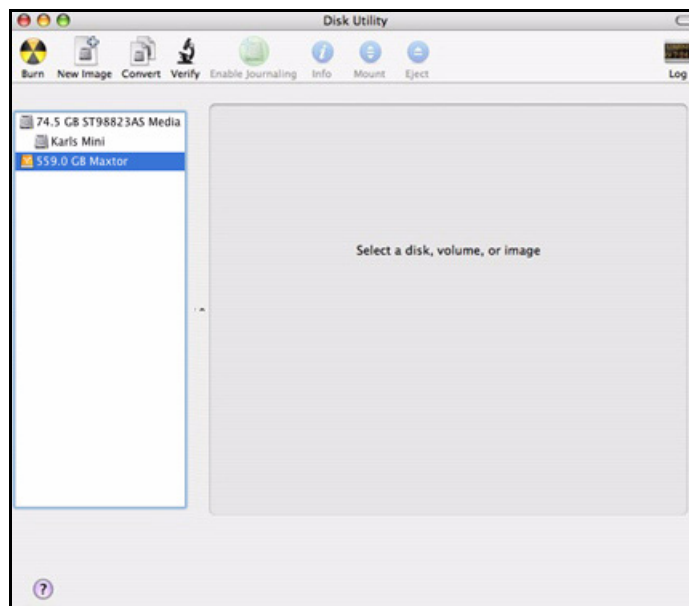 Disk Utility
Burn New Image Convert Verify Enable Journaling Info Mount Eject Log
74.5 GB ST98823AS Media
Karls Mini
559.0 GB Maxtor
Select a disk, volume, or image
?